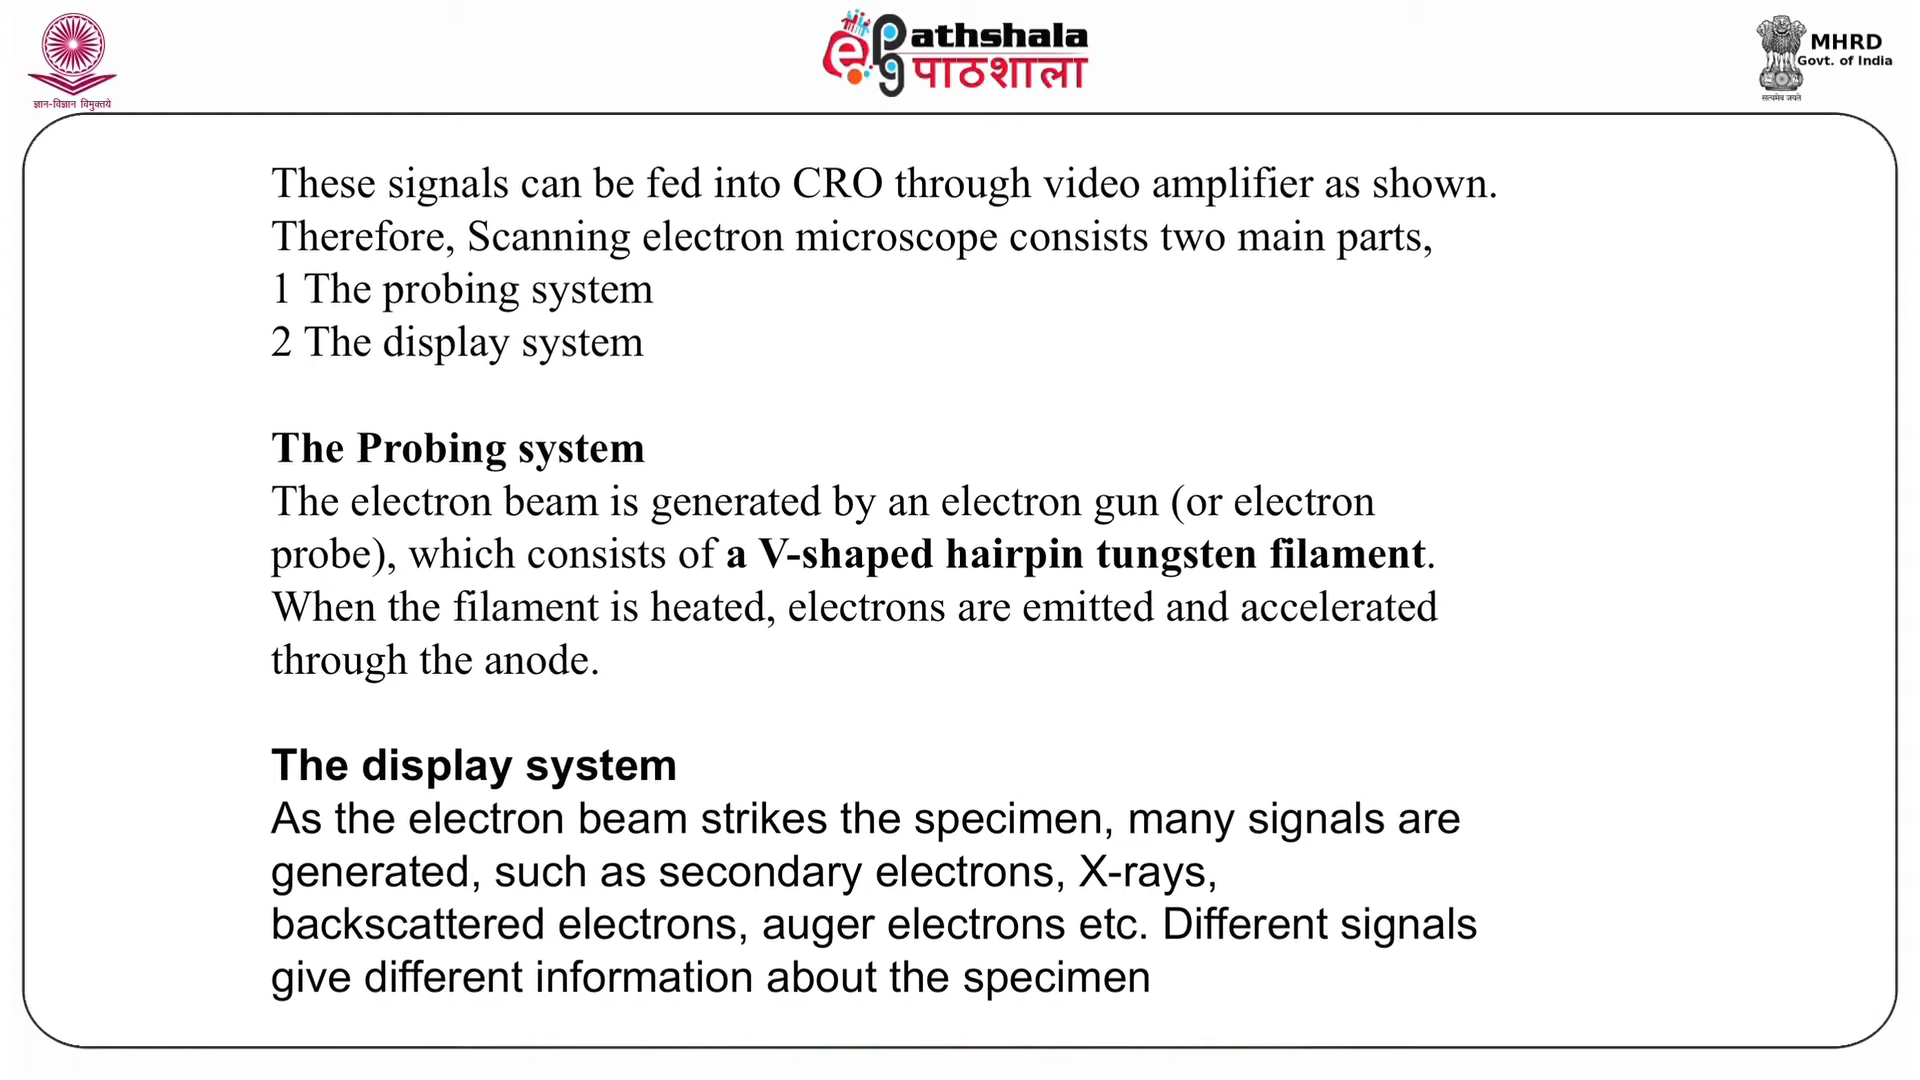 ज्ञान-विज्ञान विमुक्तये
ePGathshala
पाठशाला
MHRD
Govt. of India
सत्यमेव जयते
These signals can be fed into CRO through video amplifier as shown.
Therefore, Scanning electron microscope consists two main parts,
1 The probing system
2 The display system
The Probing system
The electron beam is generated by an electron gun (or electron
probe), which consists of a V-shaped hairpin tungsten filament.
When the filament is heated, electrons are emitted and accelerated
through the anode.
The display system
As the electron beam strikes the specimen, many signals are
generated, such as secondary electrons, X-rays,
backscattered electrons, auger electrons etc. Different signals
give different information about the specimen